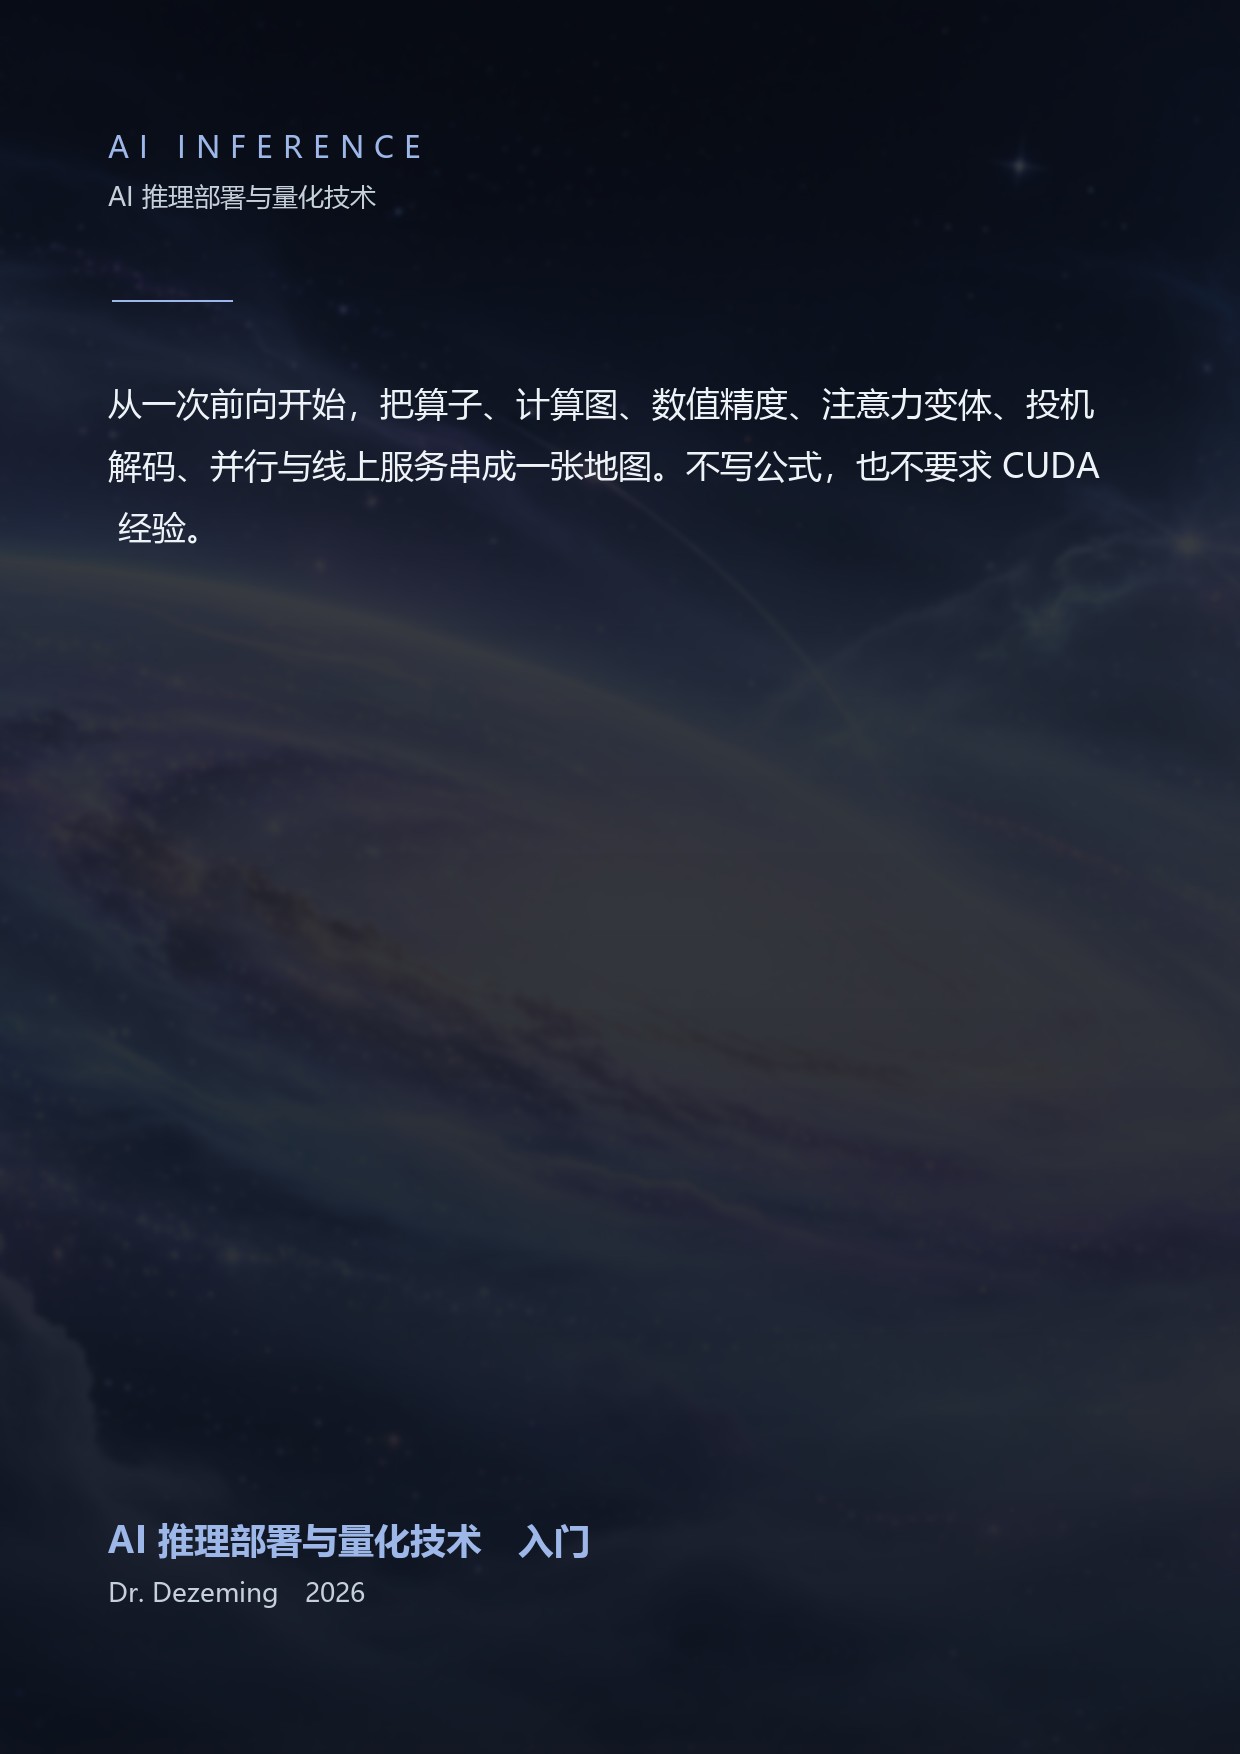 AI INFERENCE
AI 推理部署与量化技术
从一次前向开始，把算子、计算图、数值精度、注意力变体、投机
解码、并行与线上服务串成一张地图。不写公式，也不要求 CUDA
经验。
AI 推理部署与量化技术　入门
Dr. Dezeming　2026